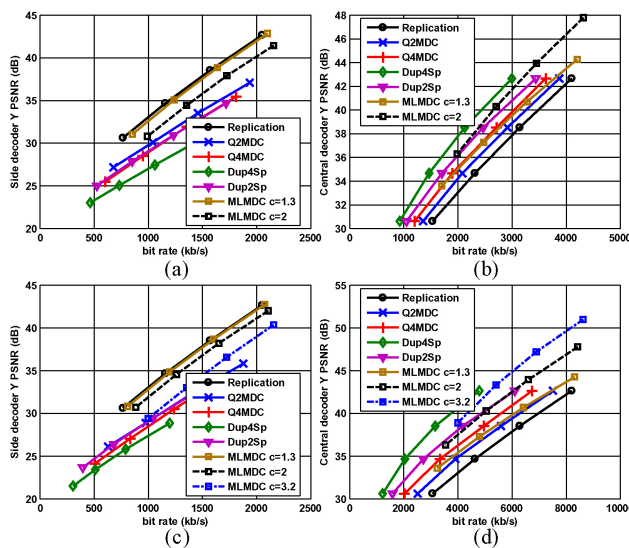 45
40
35
30
25
20
Side decoder Y PSNR (dB)
Replication
Q2MDC
Q4MDC
Dup4Sp
Dup2Sp
MLMDC c=1.3
MLMDC c=2
0 500 1000 1500 2000 2500
bit rate (kb/s)
(a)
48
46
44
42
40
38
36
34
32
30
Central decoder Y PSNR (dB)
Replication
Q2MDC
Q4MDC
Dup4Sp
Dup2Sp
MLMDC c=1.3
MLMDC c=2
0 1000 2000 3000 4000 5000
bit rate (kb/s)
(b)
45
40
35
30
25
20
Side decoder Y PSNR (dB)
Replication
Q2MDC
Q4MDC
Dup4Sp
Dup2Sp
MLMDC c=1.3
MLMDC c=2
MLMDC c=3.2
0 500 1000 1500 2000 2500
bit rate (kb/s)
(c)
55
50
45
40
35
30
Central decoder Y PSNR (dB)
Replication
Q2MDC
Q4MDC
Dup4Sp
Dup2Sp
MLMDC c=1.3
MLMDC c=2
MLMDC c=3.2
0 2000 4000 6000 8000 10000
bit rate (kb/s)
(d)